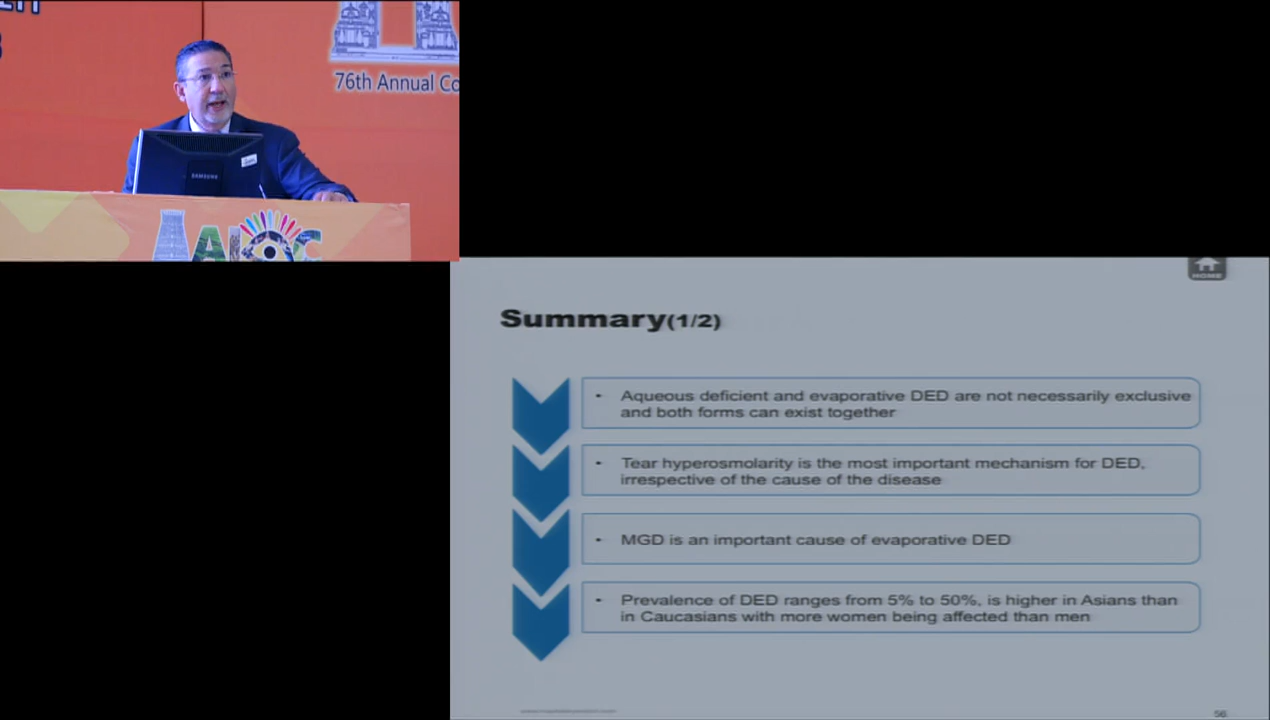 76th Annual Co
SAMSUNG
AIOC
HOME
Summary(1/2)
• Aqueous deficient and evaporative DED are not necessarily exclusive
and both forms can exist together
• Tear hyperosmolarity is the most important mechanism for DED,
irrespective of the cause of the disease
• MGD is an important cause of evaporative DED
• Prevalence of DED ranges from 5% to 50%, is higher in Asians than
in Caucasians with more women being affected than men
56